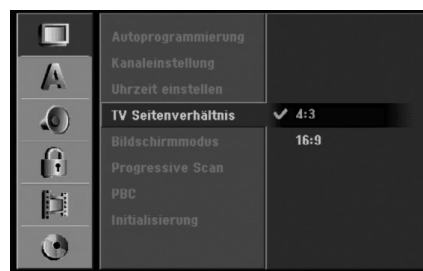 Autoprogrammierung
Kanaleinstellung
Uhrzeit einstellen
TV Seitenverhältnis ✔ 4:3
Bildschirmmodus 16:9
Progressive Scan
PBC
Initialisierung